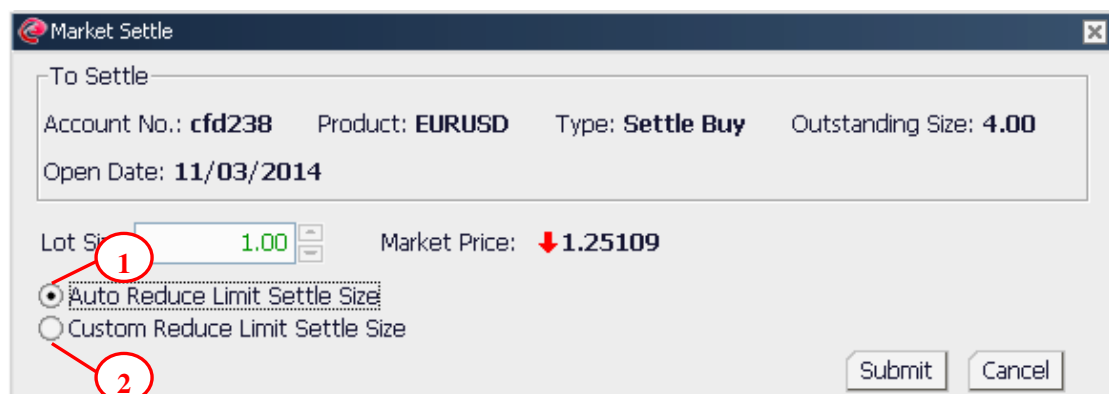 Market Settle
To Settle
Account No.: cfd238 Product: EURUSD Type: Settle Buy Outstanding Size: 4.00
Open Date: 11/03/2014
Lot 1.00 Market Price: 1.25109
1
Auto Reduce Limit Settle Size
Custom Reduce Limit Settle Size
2
Submit Cancel